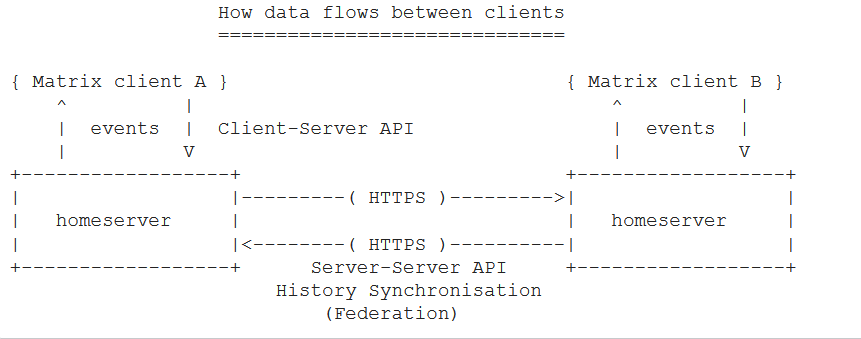 How data flows between clients
                  ==============================

{ Matrix client A }                             { Matrix client B }
    ^          |                                    ^          |
    |  events  |  Client-Server API                 |  events  |
    |          V                                    |          V
+------------------+                            +------------------+
|                  |---------( HTTPS )--------->|                  |
|   homeserver     |                            |   homeserver     |
|                  |<--------( HTTPS )----------|                  |
+------------------+      Server-Server API     +------------------+
                       History Synchronisation
                           (Federation)